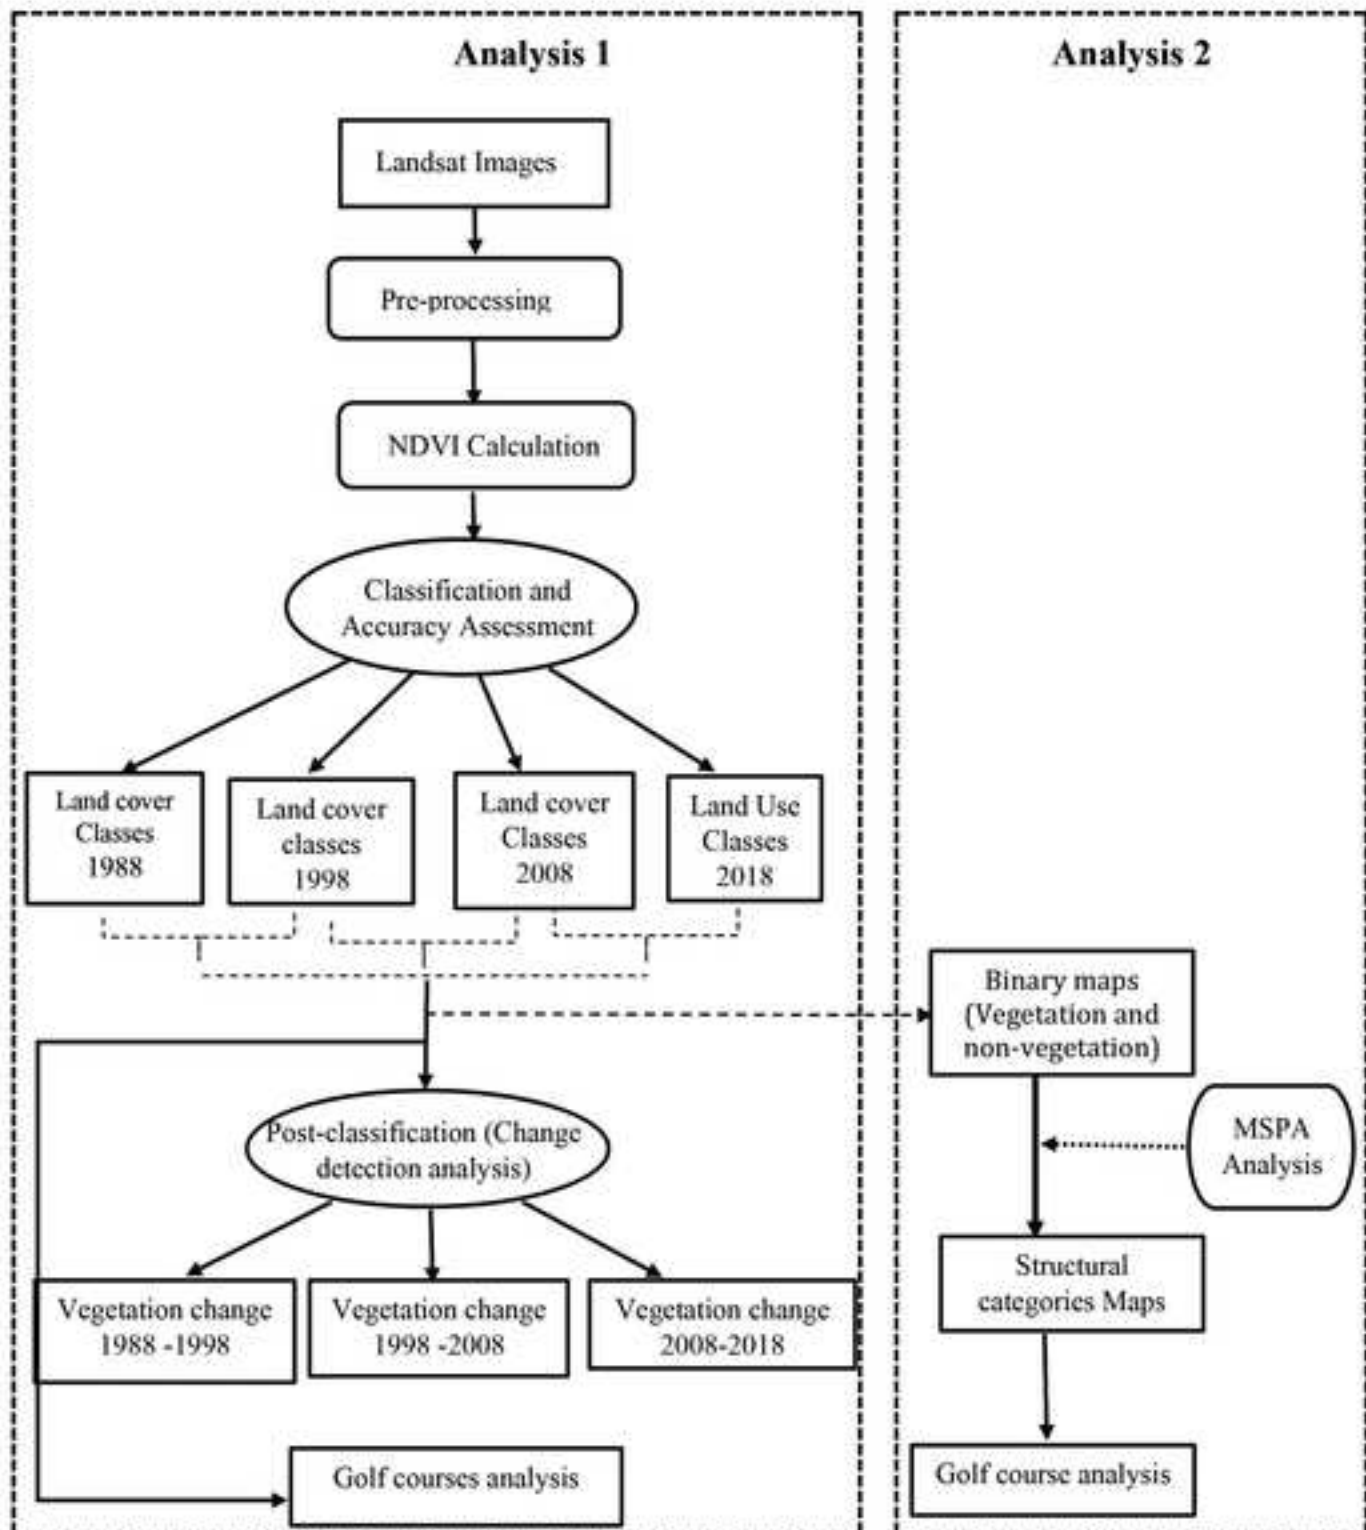 Analysis 1
Landsat Images
Pre-processing
NDVI Calculation
Classification and
Accuracy Assessment
Land cover
Classes
1988
Land cover
classes
1998
Land cover
Classes
2008
Land Use
Classes
2018
Post-classification (Change
detection analysis)
Vegetation change
1988 -1998
Vegetation change
1998 -2008
Vegetation change
2008-2018
Golf courses analysis
Analysis 2
Binary maps
(Vegetation and
non-vegetation)
MSPA
Analysis
Structural
categories Maps
Golf course analysis